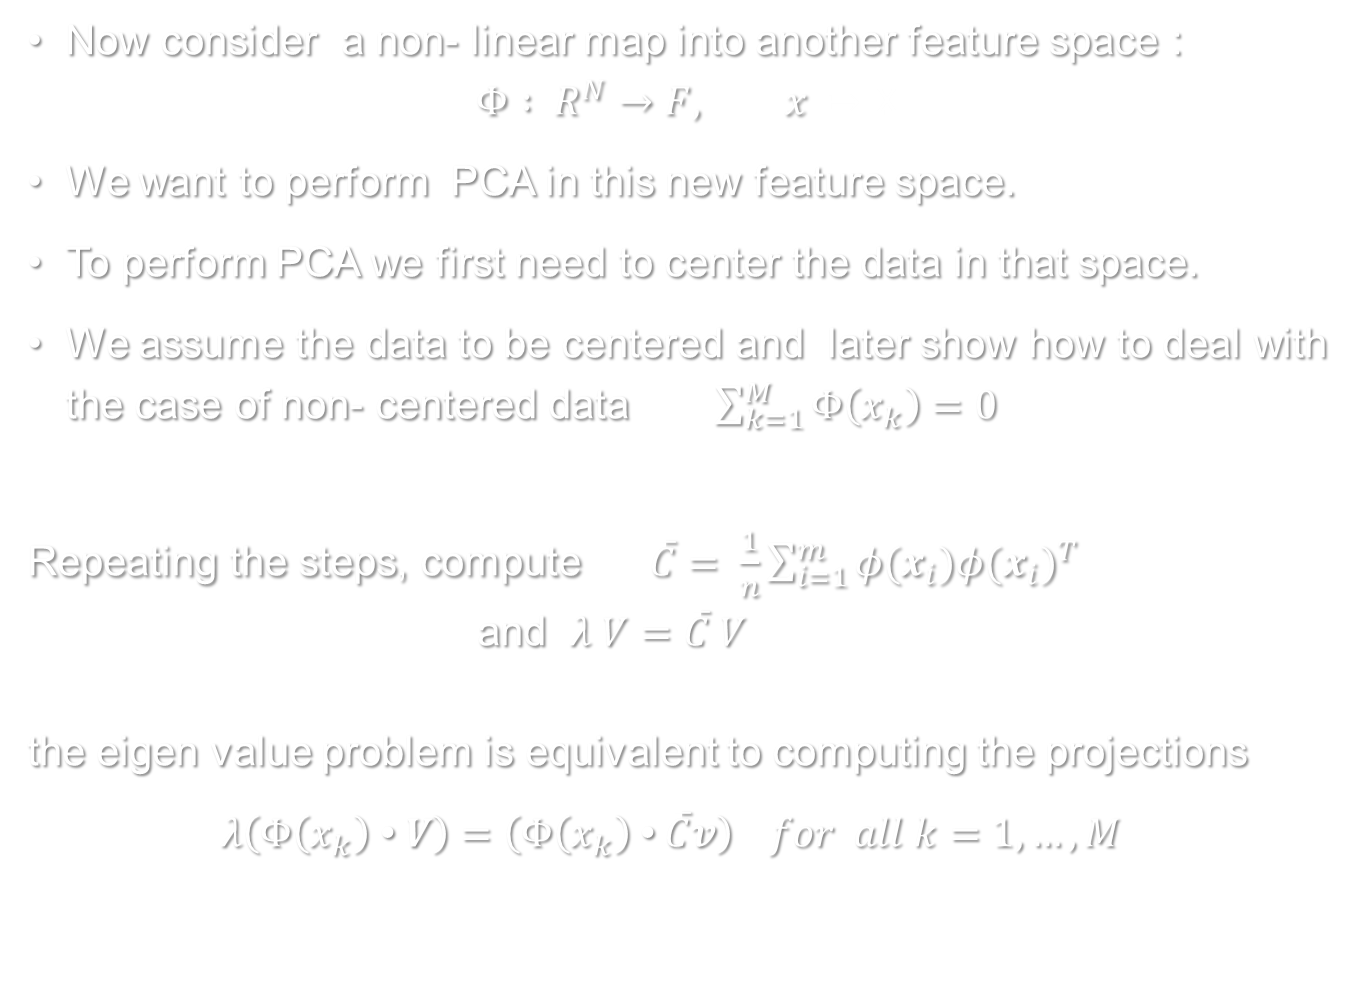 • Now consider  a non- linear map into another feature space :
Φ :  R^N → F,     x
• We want to perform  PCA in this new feature space.
• To perform PCA we first need to center the data in that space.
• We assume the data to be centered and  later show how to deal with
the case of non- centered data     ∑_{k=1}^{M} Φ(x_k) = 0
Repeating the steps, compute     C̄ = 1/n ∑_{i=1}^{m} ϕ(x_i)ϕ(x_i)^T
and  λ V = C̄ V
the eigen value problem is equivalent to computing the projections
λ(Φ(x_k) • V) = (Φ(x_k) • C̄v)   for  all k = 1, … , M